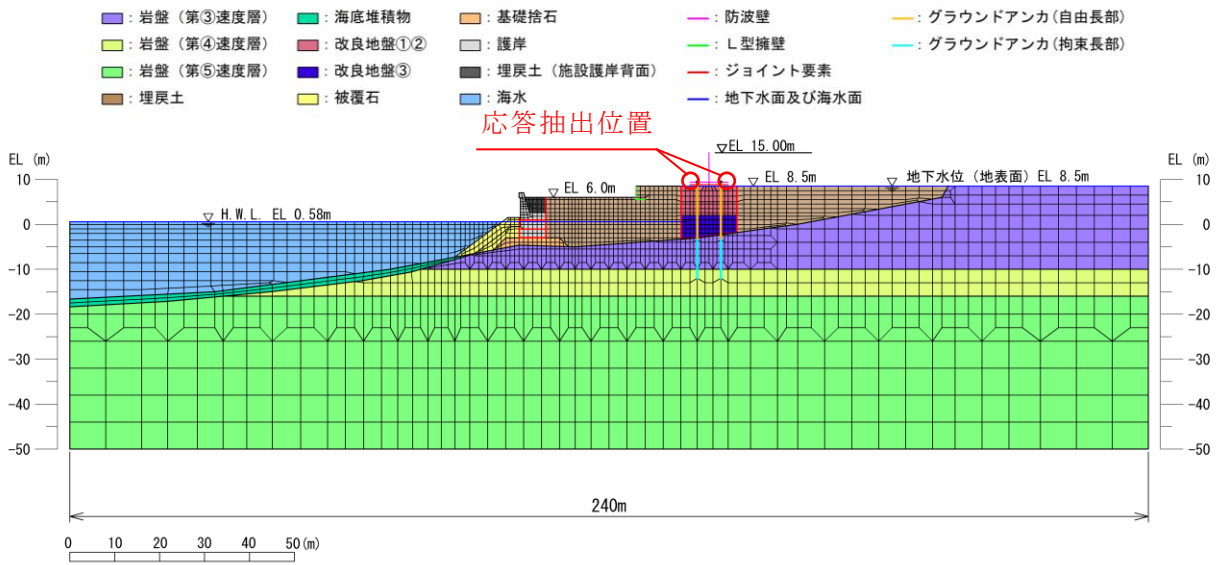 ：岩盤（第③速度層） ：海底堆積物 ：基礎捨石 ：防波壁 ：グラウンドアンカ(自由長部)
：岩盤（第④速度層） ：改良地盤①② ：護岸 ：Ｌ型擁壁 ：グラウンドアンカ(拘束長部)
：岩盤（第⑤速度層） ：改良地盤③ ：埋戻土（施設護岸背面） ：ジョイント要素
：埋戻土 ：被覆石 ：海水 ：地下水面及び海水面
応答抽出位置
EL 15.00m
EL (m) EL (m)
10 EL 6.0m EL 8.5m 地下水位（地表面）EL 8.5m 10
H.W.L. EL 0.58m
0 0
-10 -10
-20 -20
-30 -30
-40 -40
-50 -50
240m
0 10 20 30 40 50(m)